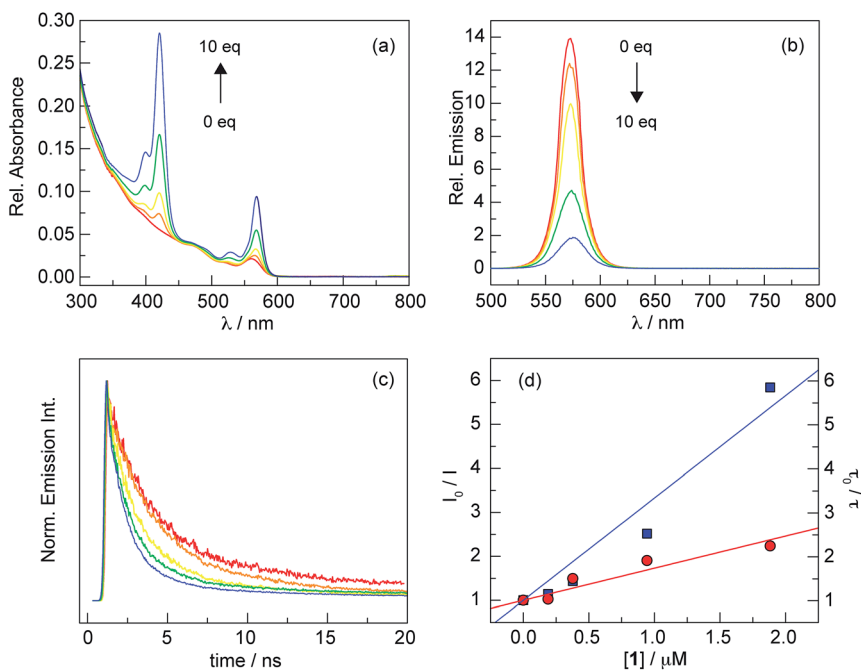 (a)
10 eq
0 eq
Rel. Absorbance
0.30
0.25
0.20
0.15
0.10
0.05
0.00
300 400 500 600 700 800
λ / nm
(b)
0 eq
10 eq
Rel. Emission
14
12
10
8
6
4
2
0
500 550 600 650 700 750 800
λ / nm
(c)
Norm. Emission Int.
0 5 10 15 20
time / ns
(d)
I0 / I
6
5
4
3
2
1
0.0 0.5 1.0 1.5 2.0
[1] / μM
6
5
4
3
2
1
τ0 / τ